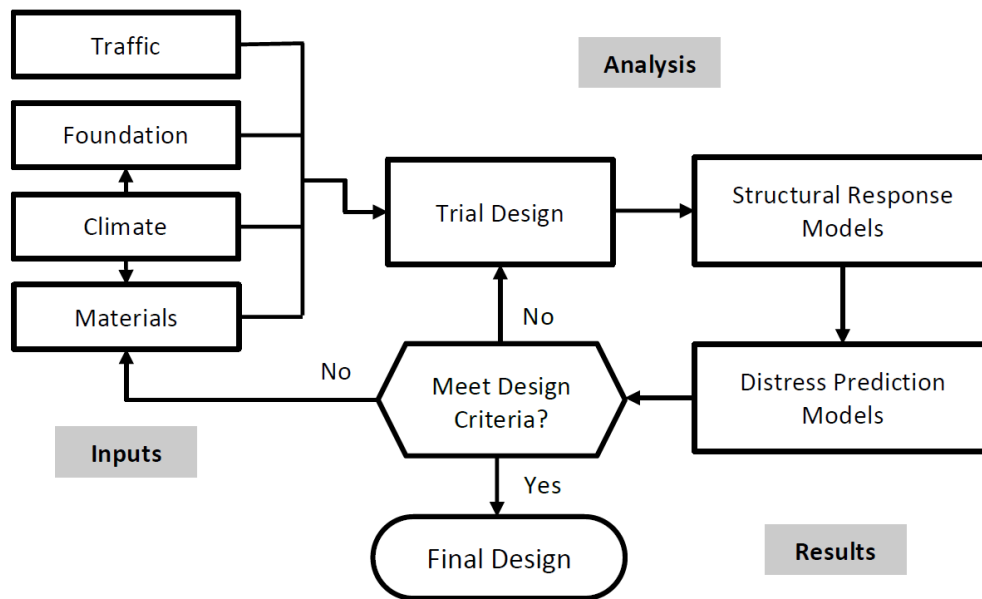 Traffic
Analysis
Foundation
Trial Design
Structural Response
Models
Climate
Materials
No
No
Meet Design
Criteria?
Distress Prediction
Models
Inputs
Yes
Final Design
Results